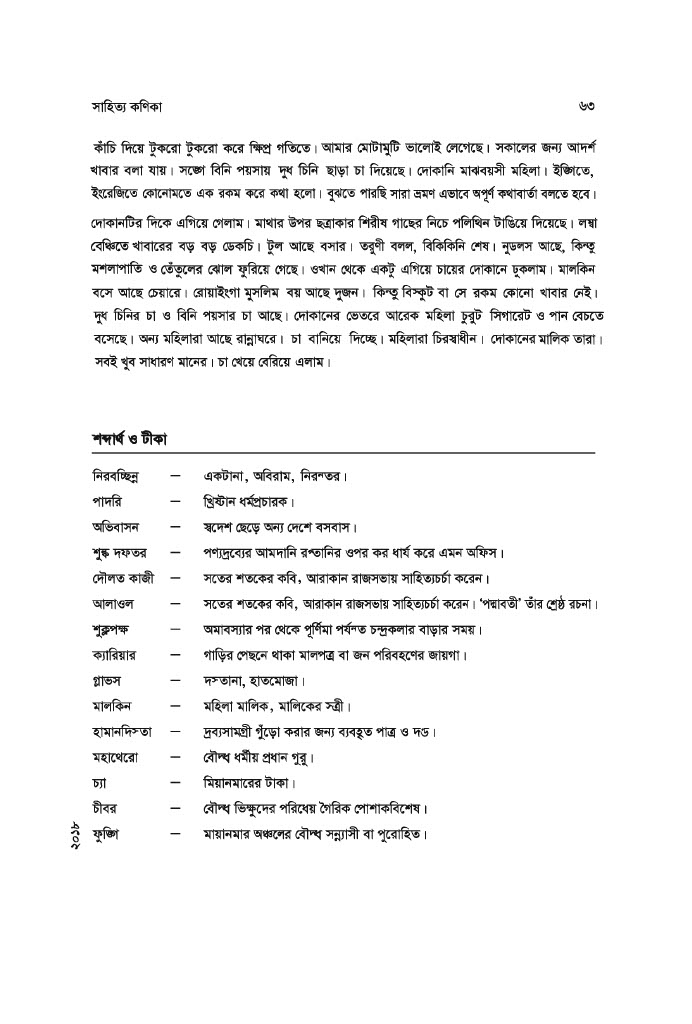 সাহিত্য কণিকা ৬৩
কাঁচি দিয়ে টুকরো টুকরো করে ক্ষিপ্র গতিতে। আমার মোটামুটি ভালোই লেগেছে। সকালের জন্য আদর্শ
খাবার বলা যায়। সঙ্গে বিনি পয়সায় দুধ চিনি ছাড়া চা দিয়েছে। দোকানি মাঝবয়সী মহিলা। ইঙ্গিতে,
ইংরেজিতে কোনোমতে এক রকম করে কথা হলো। বুঝতে পারছি সারা ভ্রমণ এভাবে অপূর্ণ কথাবার্তা বলতে হবে।
দোকানটির দিকে এগিয়ে গেলাম। মাথার উপর ছত্রাকার শিরীষ গাছের নিচে পলিথিন টাঙিয়ে দিয়েছে। লম্বা
বেঞ্চিতে খাবারের বড় বড় ডেকচি। টুল আছে বসার। তরুণী বলল, বিকিকিনি শেষ। নুডলস আছে, কিন্তু
মশলাপাতি ও তেঁতুলের ঝোল ফুরিয়ে গেছে। ওখান থেকে একটু এগিয়ে চায়ের দোকানে ঢুকলাম। মালকিন
বসে আছে চেয়ারে। রোয়াইংগা মুসলিম বয় আছে দুজন। কিন্তু বিস্কুট বা সে রকম কোনো খাবার নেই।
দুধ চিনির চা ও বিনি পয়সার চা আছে। দোকানের ভেতরে আরেক মহিলা চুরুট সিগারেট ও পান বেচতে
বসেছে। অন্য মহিলারা আছে রান্নাঘরে। চা বানিয়ে দিচ্ছে। মহিলারা চিরস্বাধীন। দোকানের মালিক তারা।
সবই খুব সাধারণ মানের। চা খেয়ে বেরিয়ে এলাম।
শব্দার্থ ও টীকা
নিরবচ্ছিন্ন – একটানা, অবিরাম, নিরন্তর।
পাদরি – খ্রিষ্টান ধর্মপ্রচারক।
অভিবাসন – স্বদেশ ছেড়ে অন্য দেশে বসবাস।
শুল্ক দফতর – পণ্যদ্রব্যের আমদানি রপ্তানির ওপর কর ধার্য করে এমন অফিস।
দৌলত কাজী – সতের শতকের কবি, আরাকান রাজসভায় সাহিত্যচর্চা করেন।
আলাওল – সতের শতকের কবি, আরাকান রাজসভায় সাহিত্যচর্চা করেন। ‘পদ্মাবতী’ তাঁর শ্রেষ্ঠ রচনা।
শুক্লপক্ষ – অমাবস্যার পর থেকে পূর্ণিমা পর্যন্ত চন্দ্রকলার বাড়ার সময়।
ক্যারিয়ার – গাড়ির পেছনে থাকা মালপত্র বা জন পরিবহণের জায়গা।
গ্লাভস – দস্তানা, হাতমোজা।
মালকিন – মহিলা মালিক, মালিকের স্ত্রী।
হামানদিস্তা – দ্রব্যসামগ্রী গুঁড়ো করার জন্য ব্যবহৃত পাত্র ও দন্ড।
মহাথেরো – বৌদ্ধ ধর্মীয় প্রধান গুরু।
চ্যা – মিয়ানমারের টাকা।
চীবর – বৌদ্ধ ভিক্ষুদের পরিধেয় গৈরিক পোশাকবিশেষ।
ফুঙ্গি – মায়ানমার অঞ্চলের বৌদ্ধ সন্ন্যাসী বা পুরোহিত।
২০১৮